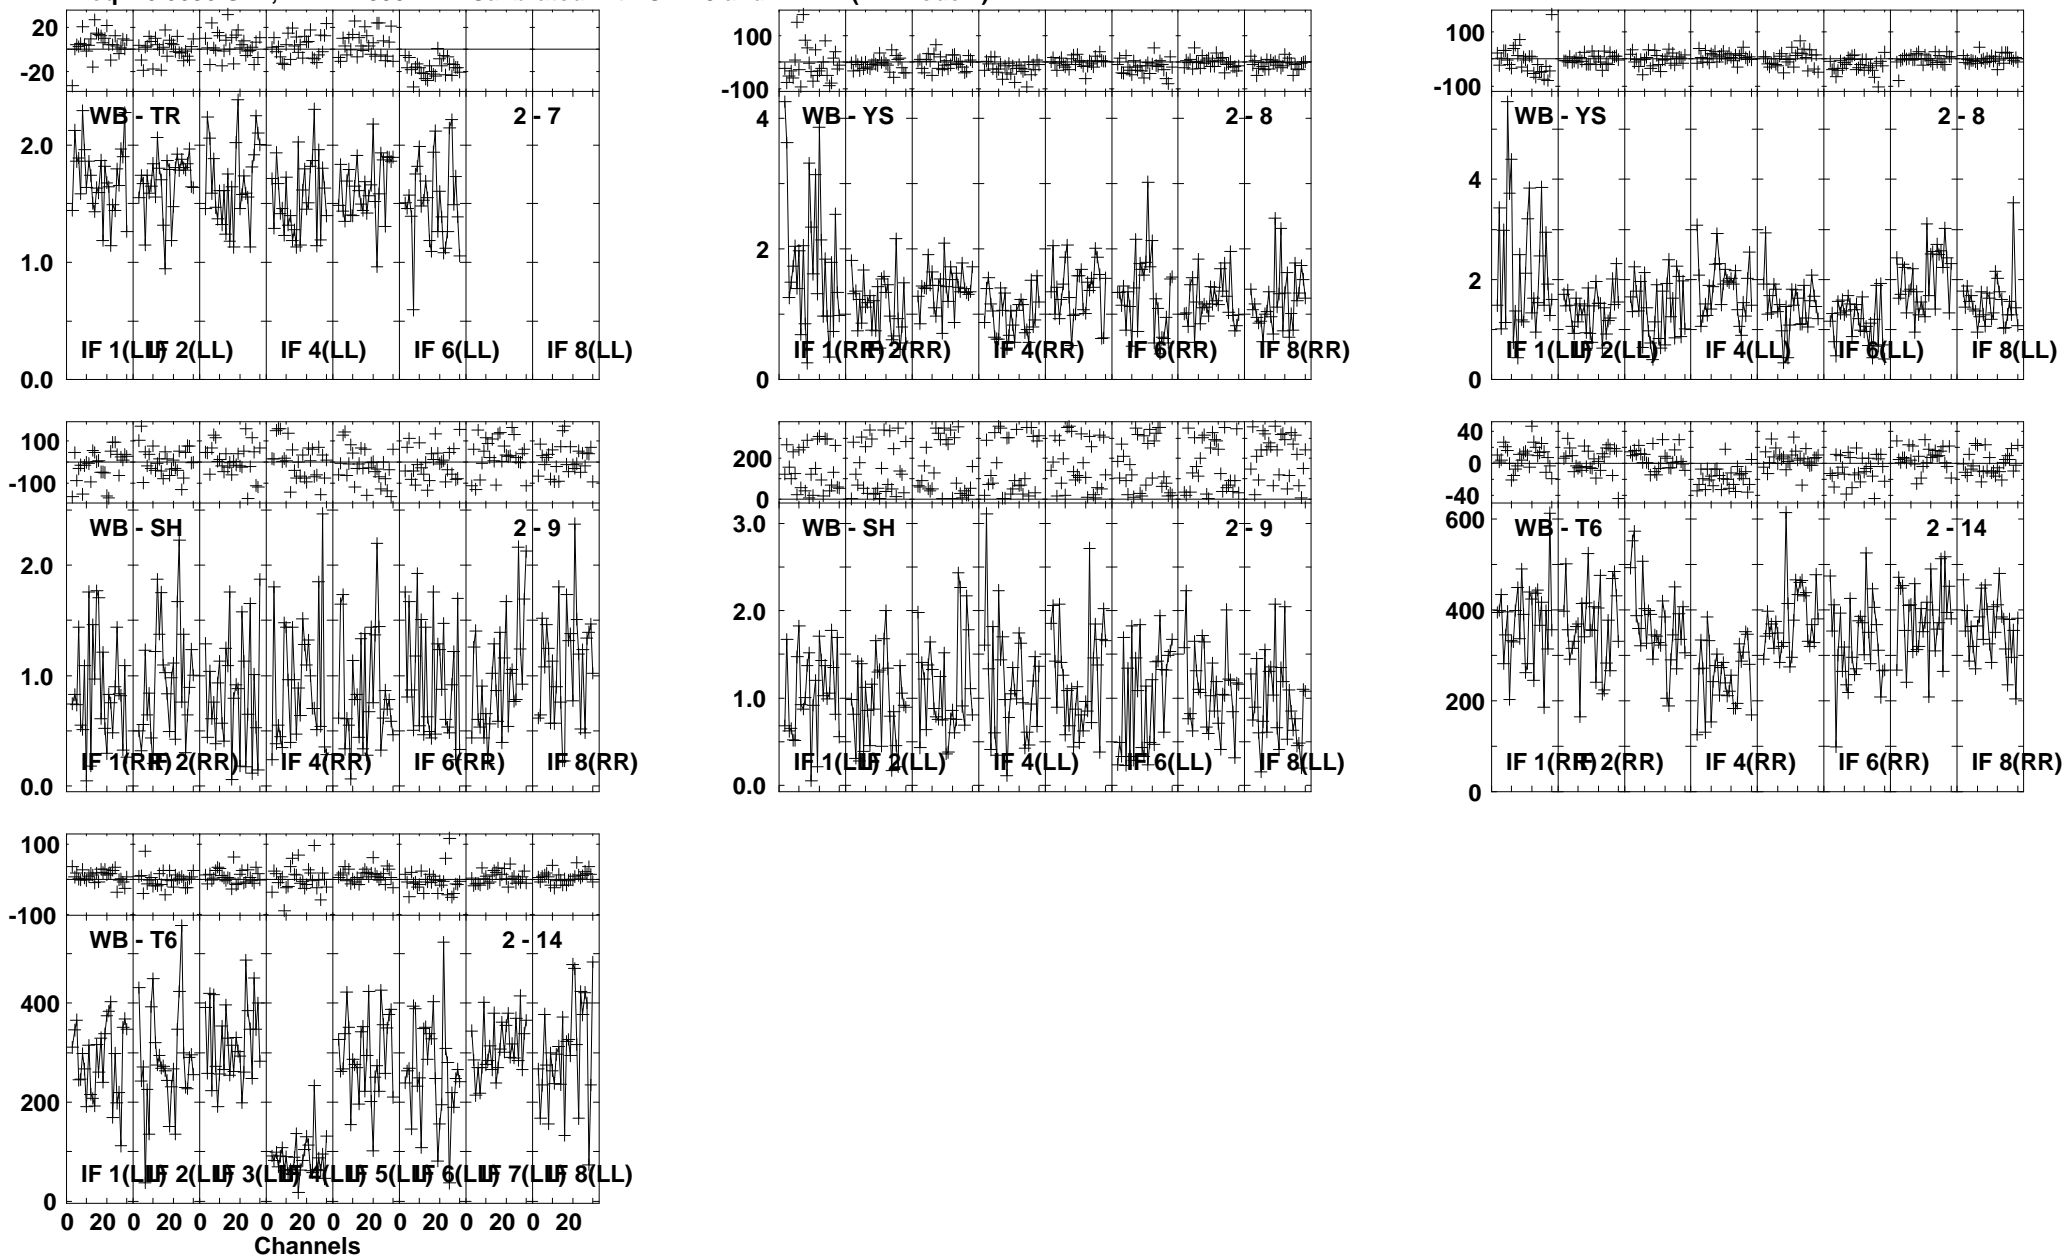 20
-20
WB - TR 2 - 7
2.0
1.0
0.0
IF 1(LL) IF 2(LL) IF 4(LL) IF 6(LL) IF 8(LL)
100
-100
WB - YS 2 - 8
4
2
0
IF 1(RR) IF 2(RR) IF 4(RR) IF 6(RR) IF 8(RR)
100
-100
WB - YS 2 - 8
4
2
0
IF 1(LL) IF 2(LL) IF 4(LL) IF 6(LL) IF 8(LL)
100
-100
WB - SH 2 - 9
2.0
1.0
0.0
IF 1(RR) IF 2(RR) IF 4(RR) IF 6(RR) IF 8(RR)
200
0
WB - SH 2 - 9
3.0
2.0
1.0
0.0
IF 1(LL) IF 2(LL) IF 4(LL) IF 6(LL) IF 8(LL)
40
0
-40
WB - T6 2 - 14
600
400
200
0
IF 1(RR) IF 2(RR) IF 4(RR) IF 6(RR) IF 8(RR)
100
-100
WB - T6 2 - 14
400
200
0
IF 1(LL) IF 2(LL) IF 3(LL) IF 4(LL) IF 5(LL) IF 6(LL) IF 7(LL) IF 8(LL)
0 20 0 20 0 20 0 20 0 20 0 20 0 20 0 20
Channels